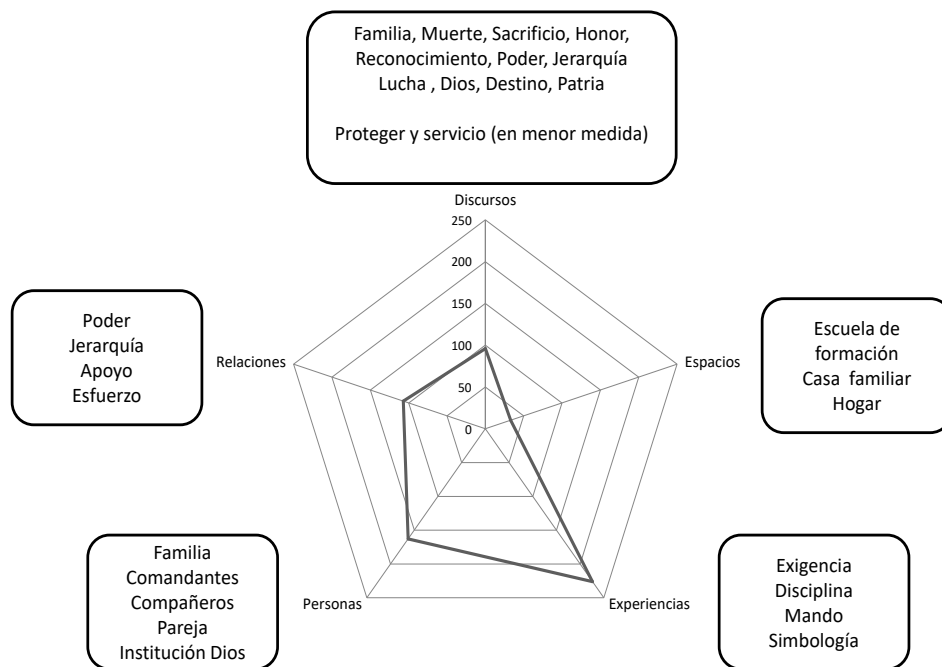 Familia, Muerte, Sacrificio, Honor,
Reconocimiento, Poder, Jerarquía
Lucha , Dios, Destino, Patria
Proteger y servicio (en menor medida)
Discursos
250
200
150
100
50
0
Poder
Jerarquía
Apoyo
Esfuerzo
Relaciones
Espacios
Escuela de
formación
Casa familiar
Hogar
Familia
Comandantes
Compañeros
Pareja
Institución Dios
Personas
Experiencias
Exigencia
Disciplina
Mando
Simbología